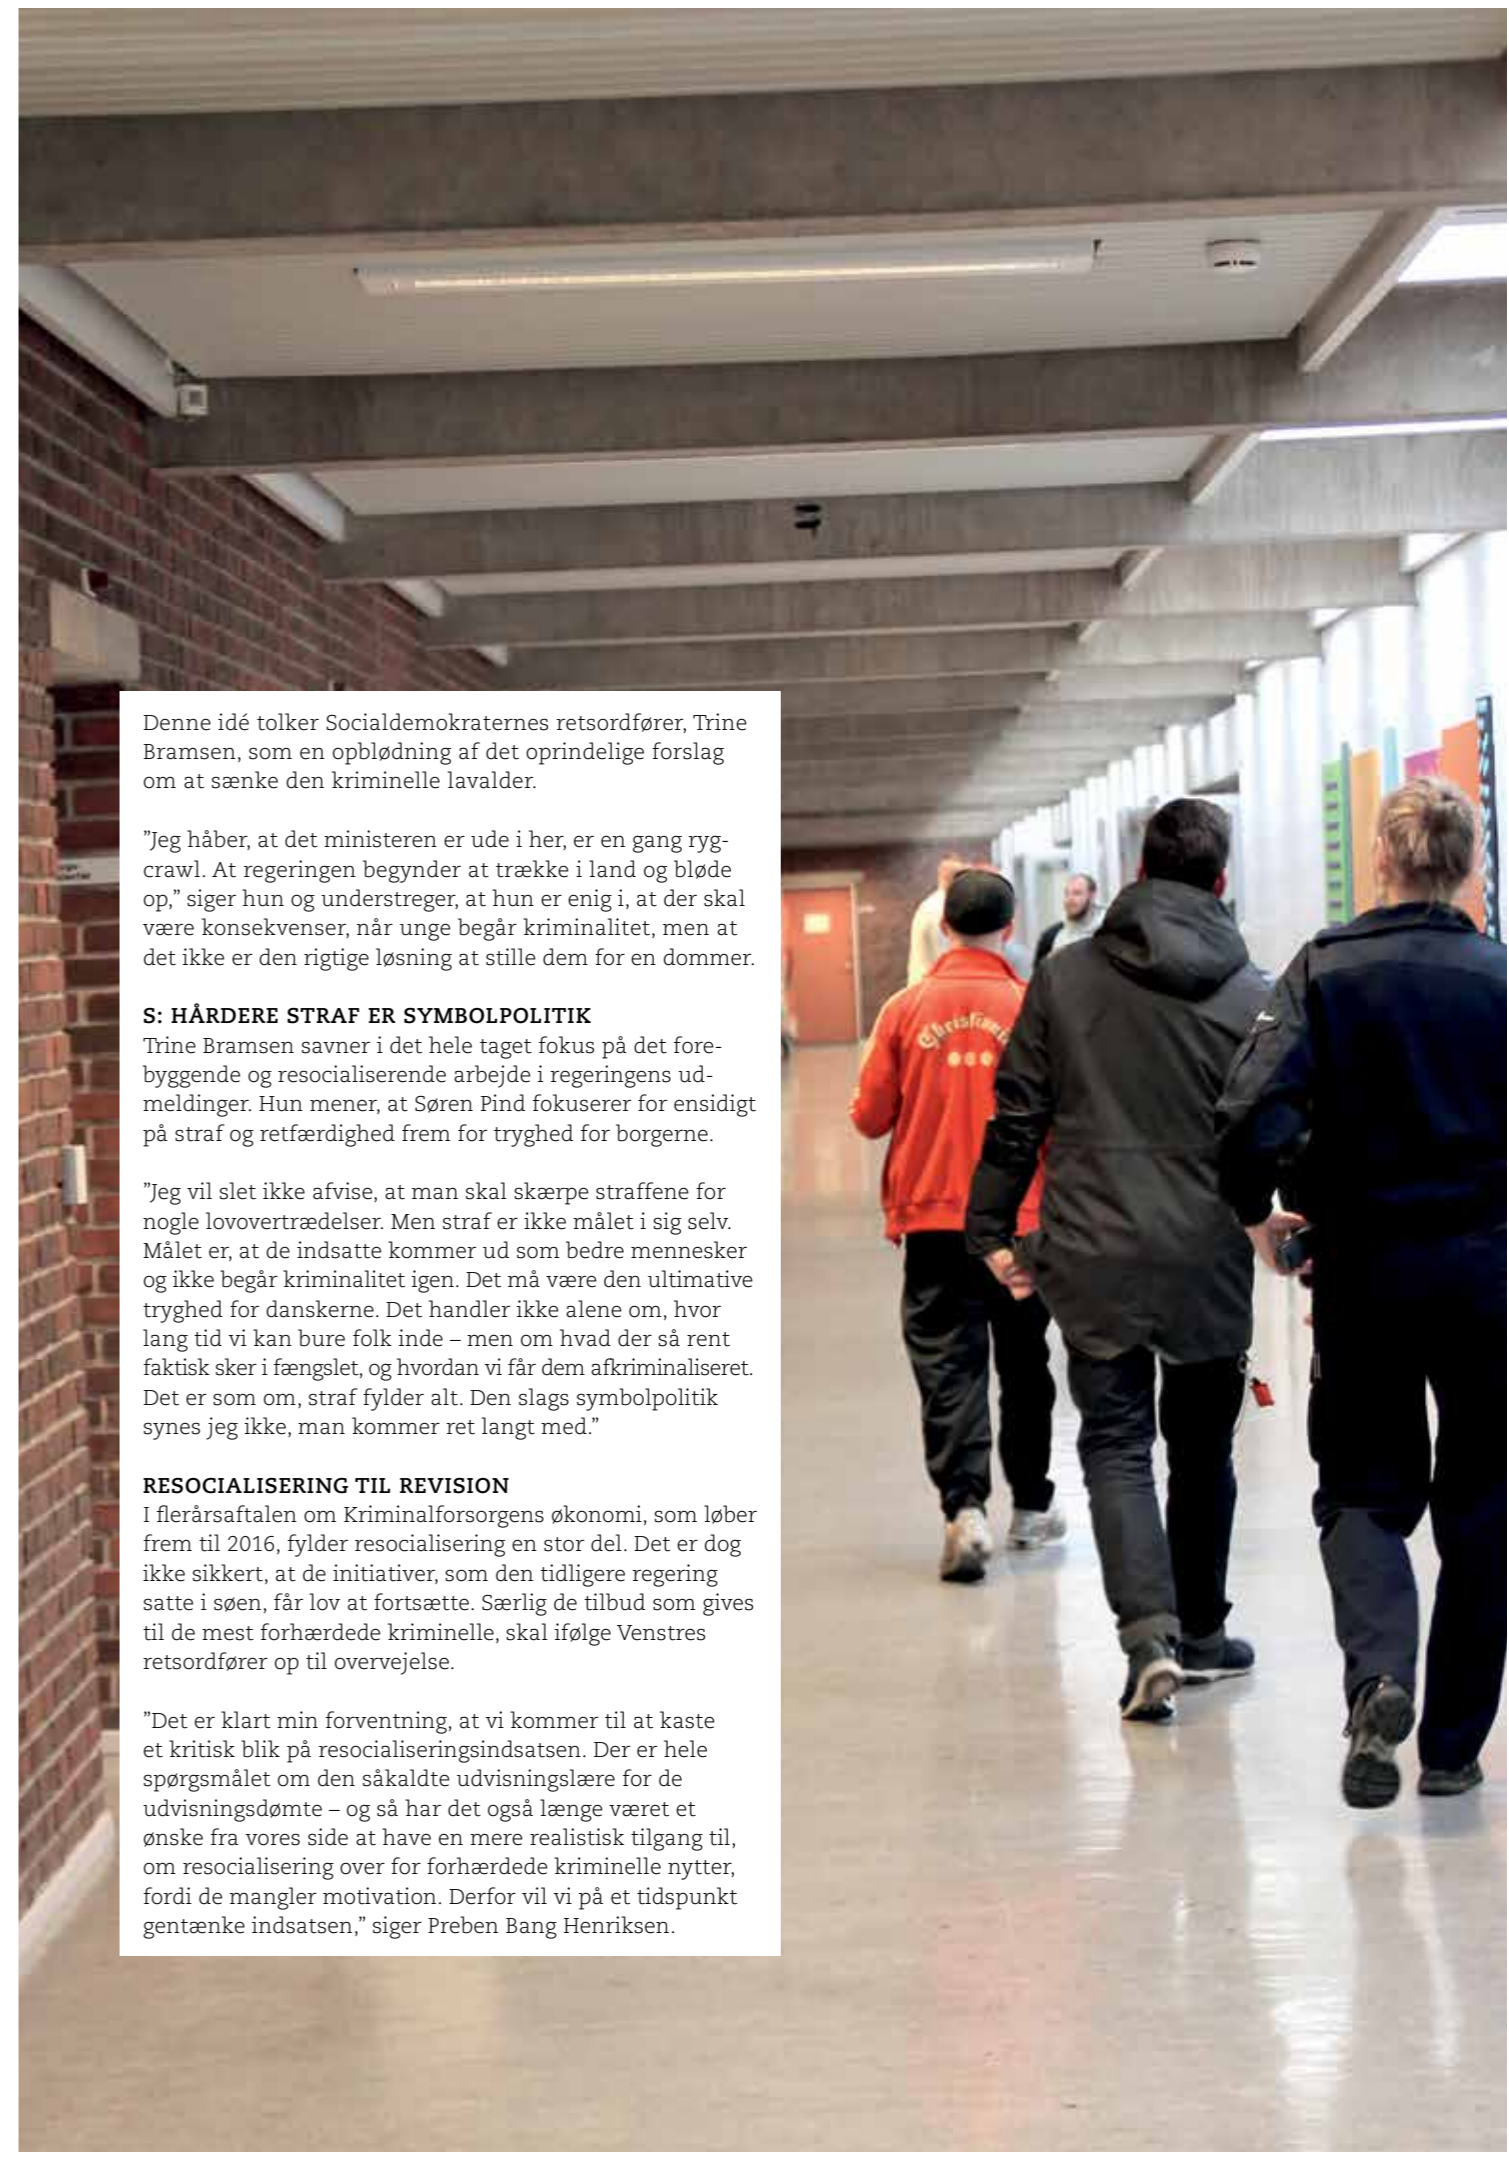 Denne idé tolker Socialdemokraternes retsordfører, Trine
Bramsen, som en opblødning af det oprindelige forslag
om at sænke den kriminelle lavalder.
”Jeg håber, at det ministeren er ude i her, er en gang ryg-
crawl. At regeringen begynder at trække i land og bløde
op,” siger hun og understreger, at hun er enig i, at der skal
være konsekvenser, når unge begår kriminalitet, men at
det ikke er den rigtige løsning at stille dem for en dommer.
S: HÅRDERE STRAF ER SYMBOLPOLITIK
Trine Bramsen savner i det hele taget fokus på det fore-
byggende og resocialiserende arbejde i regeringens ud-
meldinger. Hun mener, at Søren Pind fokuserer for ensidigt
på straf og retfærdighed frem for tryghed for borgerne.
”Jeg vil slet ikke afvise, at man skal skærpe straffene for
nogle lovovertrædelser. Men straf er ikke målet i sig selv.
Målet er, at de indsatte kommer ud som bedre mennesker
og ikke begår kriminalitet igen. Det må være den ultimative
tryghed for danskerne. Det handler ikke alene om, hvor
lang tid vi kan bure folk inde – men om hvad der så rent
faktisk sker i fængslet, og hvordan vi får dem afkriminaliseret.
Det er som om, straf fylder alt. Den slags symbolpolitik
synes jeg ikke, man kommer ret langt med.”
RESOCIALISERING TIL REVISION
I flerårsaftalen om Kriminalforsorgens økonomi, som løber
frem til 2016, fylder resocialisering en stor del. Det er dog
ikke sikkert, at de initiativer, som den tidligere regering
satte i søen, får lov at fortsætte. Særlig de tilbud som gives
til de mest forhærdede kriminelle, skal ifølge Venstres
retsordfører op til overvejelse.
”Det er klart min forventning, at vi kommer til at kaste
et kritisk blik på resocialiseringsindsatsen. Der er hele
spørgsmålet om den såkaldte udvisningslære for de
udvisningsdømte – og så har det også længe været et
ønske fra vores side at have en mere realistisk tilgang til,
om resocialisering over for forhærdede kriminelle nytter,
fordi de mangler motivation. Derfor vil vi på et tidspunkt
gentænke indsatsen,” siger Preben Bang Henriksen.